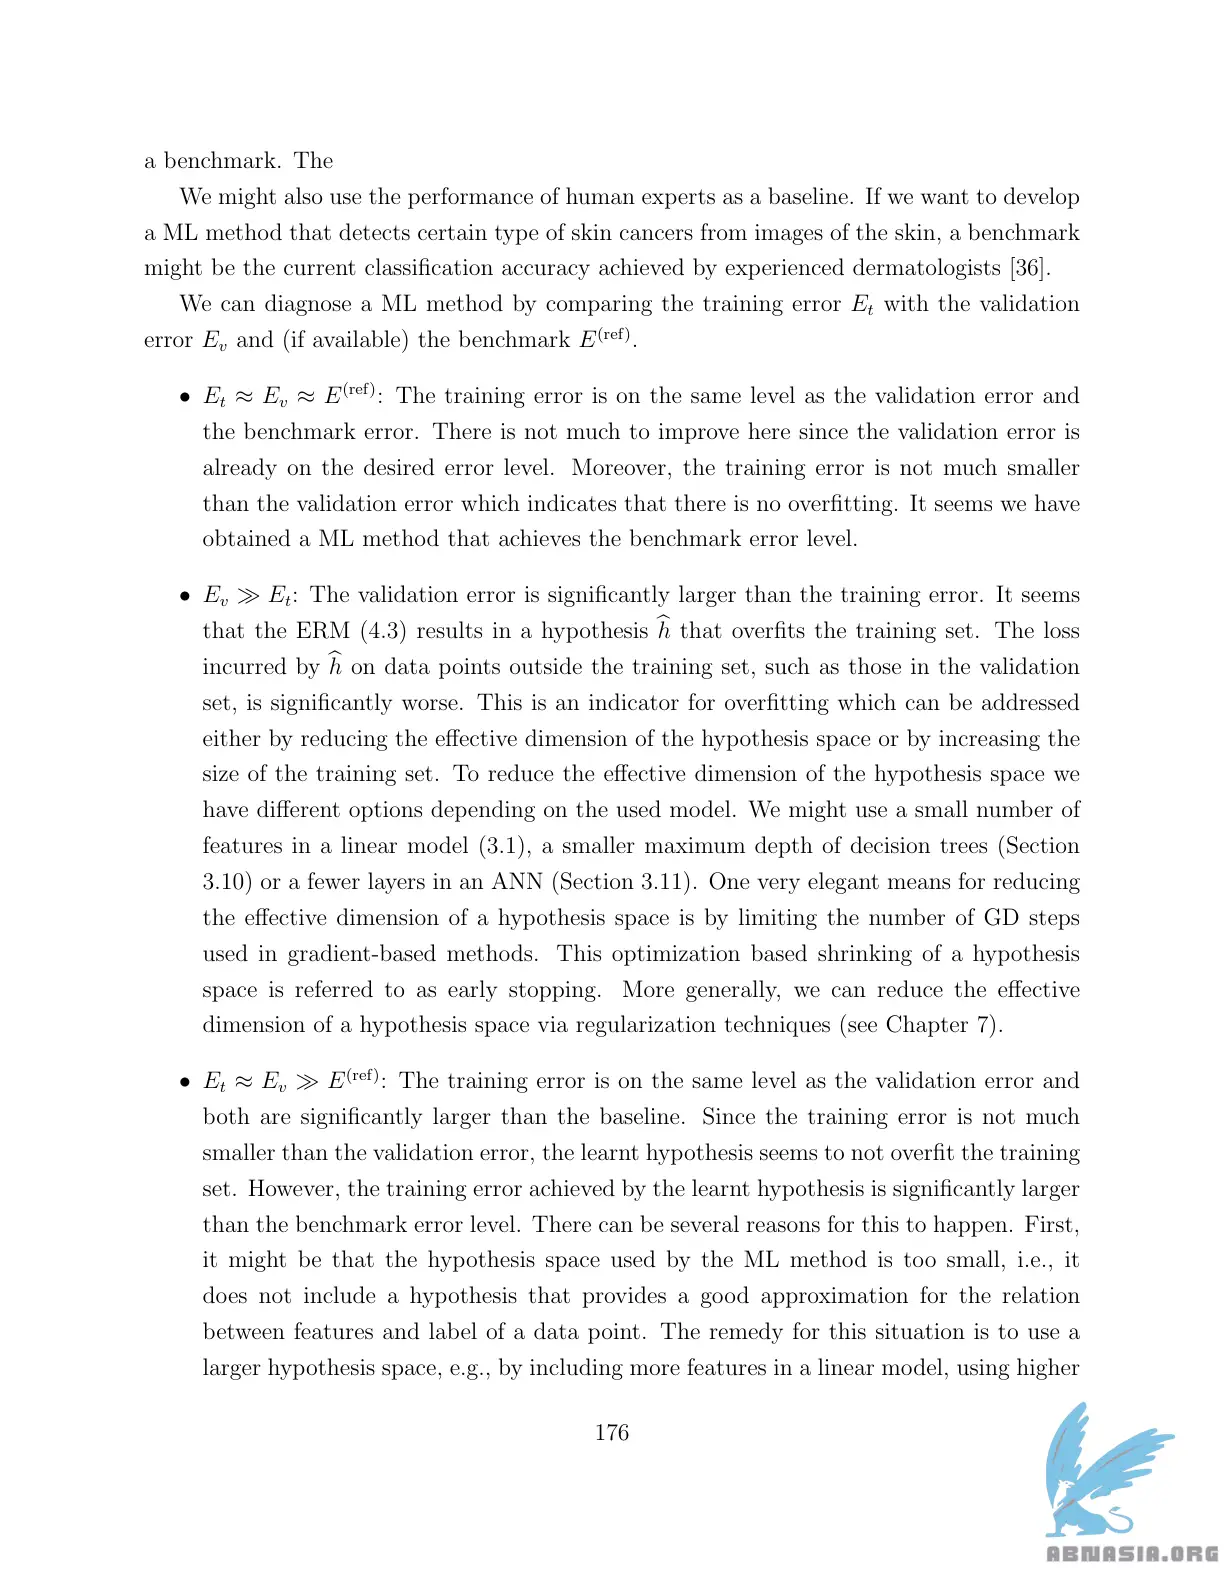 a benchmark. The
We might also use the performance of human experts as a baseline. If we want to develop
a ML method that detects certain type of skin cancers from images of the skin, a benchmark
might be the current classification accuracy achieved by experienced dermatologists [36].
We can diagnose a ML method by comparing the training error Eₜ with the validation
error Eᵥ and (if available) the benchmark E⁽ʳᵉᶠ⁾.
• Eₜ ≈ Eᵥ ≈ E⁽ʳᵉᶠ⁾: The training error is on the same level as the validation error and
the benchmark error. There is not much to improve here since the validation error is
already on the desired error level. Moreover, the training error is not much smaller
than the validation error which indicates that there is no overfitting. It seems we have
obtained a ML method that achieves the benchmark error level.
• Eᵥ ≫ Eₜ: The validation error is significantly larger than the training error. It seems
that the ERM (4.3) results in a hypothesis ĥ that overfits the training set. The loss
incurred by ĥ on data points outside the training set, such as those in the validation
set, is significantly worse. This is an indicator for overfitting which can be addressed
either by reducing the effective dimension of the hypothesis space or by increasing the
size of the training set. To reduce the effective dimension of the hypothesis space we
have different options depending on the used model. We might use a small number of
features in a linear model (3.1), a smaller maximum depth of decision trees (Section
3.10) or a fewer layers in an ANN (Section 3.11). One very elegant means for reducing
the effective dimension of a hypothesis space is by limiting the number of GD steps
used in gradient-based methods. This optimization based shrinking of a hypothesis
space is referred to as early stopping. More generally, we can reduce the effective
dimension of a hypothesis space via regularization techniques (see Chapter 7).
• Eₜ ≈ Eᵥ ≫ E⁽ʳᵉᶠ⁾: The training error is on the same level as the validation error and
both are significantly larger than the baseline. Since the training error is not much
smaller than the validation error, the learnt hypothesis seems to not overfit the training
set. However, the training error achieved by the learnt hypothesis is significantly larger
than the benchmark error level. There can be several reasons for this to happen. First,
it might be that the hypothesis space used by the ML method is too small, i.e., it
does not include a hypothesis that provides a good approximation for the relation
between features and label of a data point. The remedy for this situation is to use a
larger hypothesis space, e.g., by including more features in a linear model, using higher
176
ABNASIA.ORG